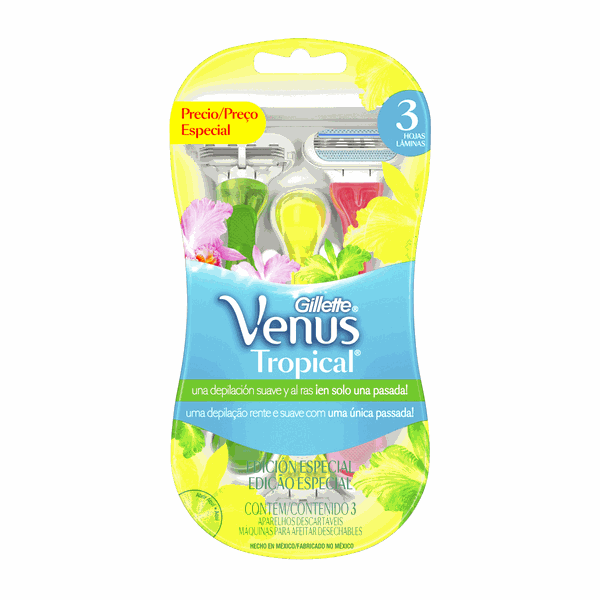 Precio/Preço
Especial
3
HOJAS
LÂMINAS
Gillette®
Venus
Tropical®
una depilación suave y al ras ¡en solo una pasada!
uma depilação rente e suave com uma única passada!
EDICIÓN ESPECIAL
EDIÇÃO ESPECIAL
CONTÉM/CONTENIDO 3
APARELHOS DESCARTÁVEIS
MÁQUINAS PARA AFEITAR DESECHABLES
HECHO EN MÉXICO/FABRICADO NO MÉXICO